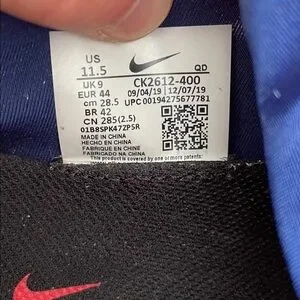 US
11.5
QD
UK 9
EUR 44
cm 28.5
BR 42
CN 285(2.5)
CK2612-400
09/04/19 12/07/19
UPC 00194275677781
01B8SPK47ZP5R
MADE IN CHINA
HECHO EN CHINA
FABRIQUÉ EN CHINE
FABRICADO NA CHINA
This product is covered by one or more patents: